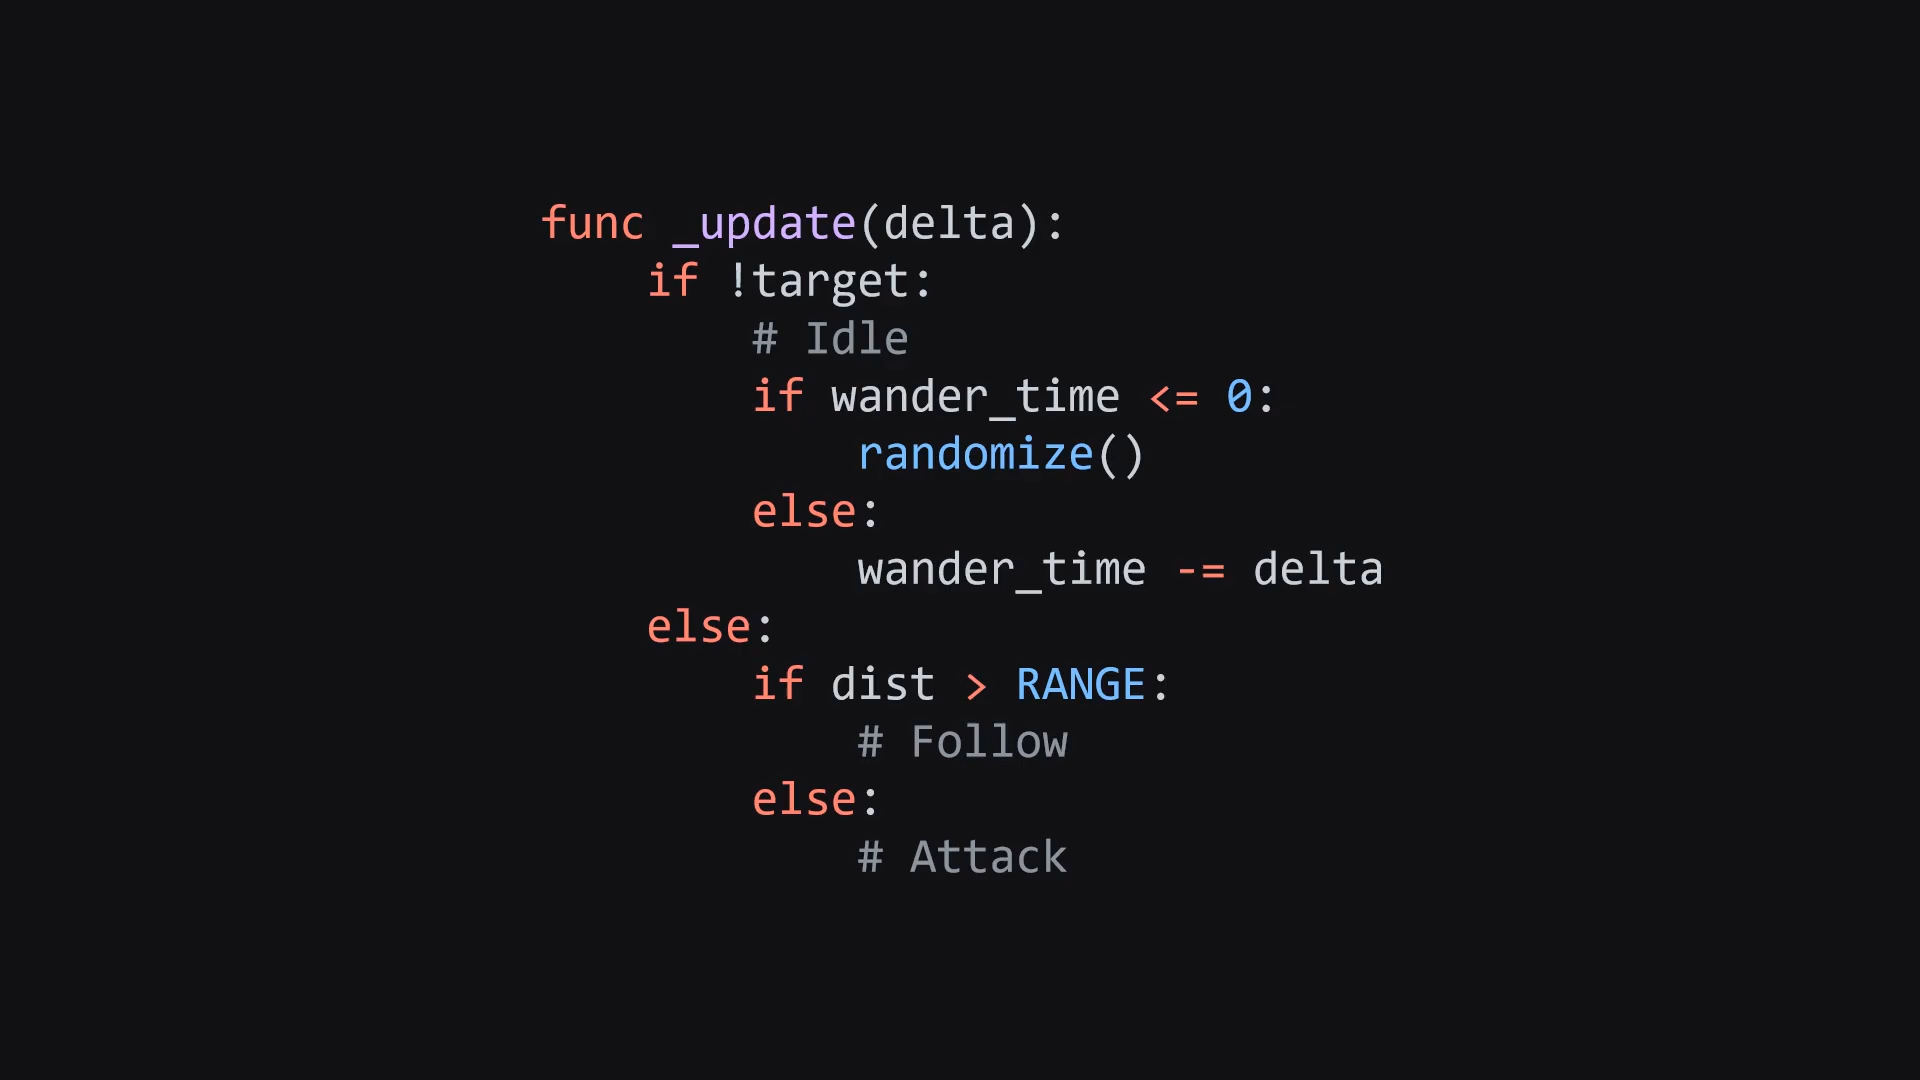 func _update(delta):
    if !target:
        # Idle
        if wander_time <= 0:
            randomize()
        else:
            wander_time -= delta
    else:
        if dist > RANGE:
            # Follow
        else:
            # Attack